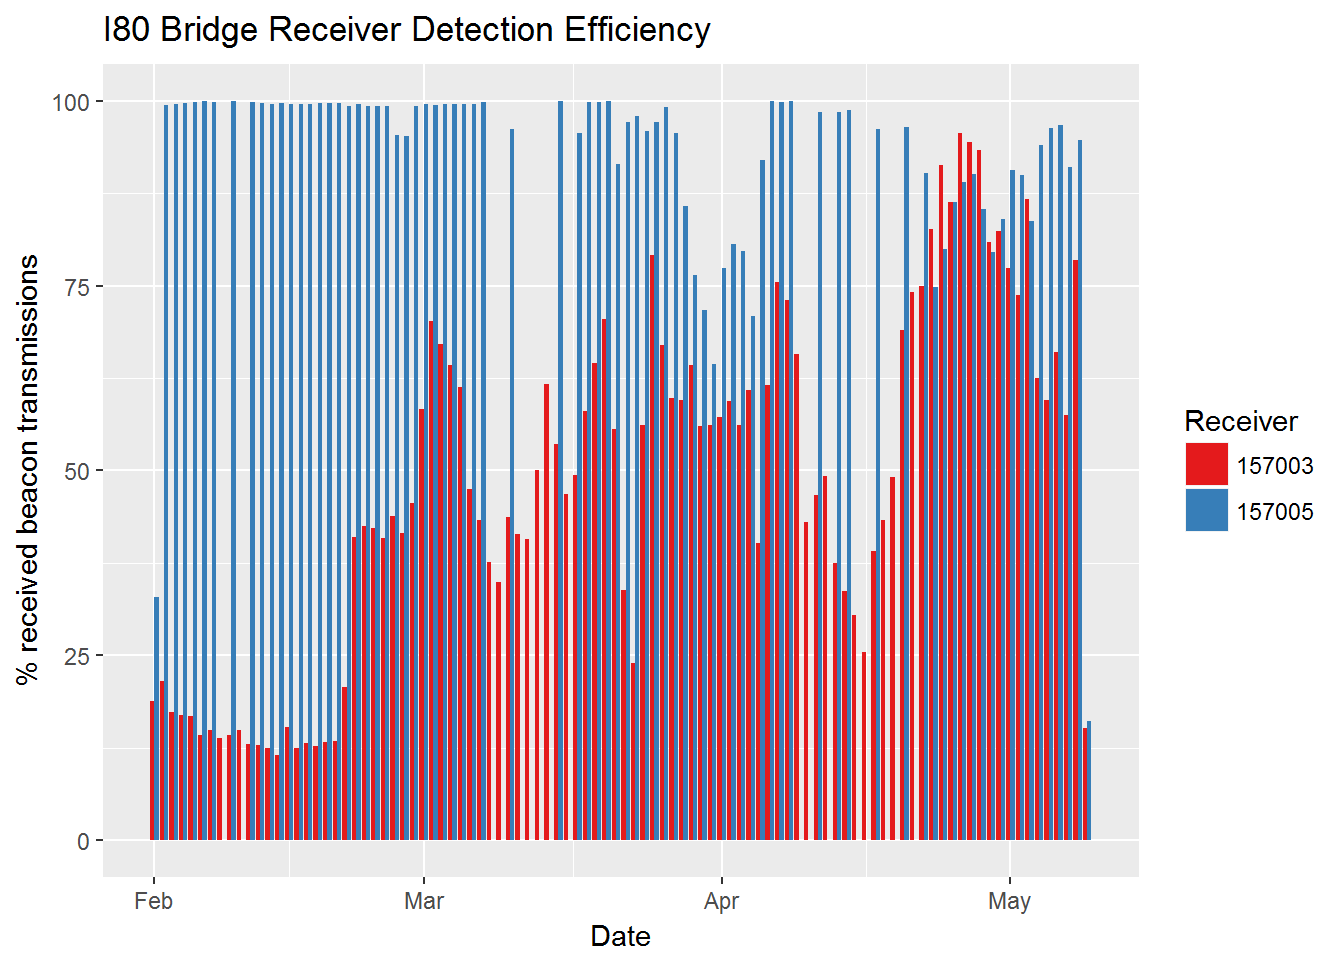 I80 Bridge Receiver Detection Efficiency
% received beacon transmissions
100
75
50
25
0
Feb
Mar
Apr
May
Date
Receiver
157003
157005